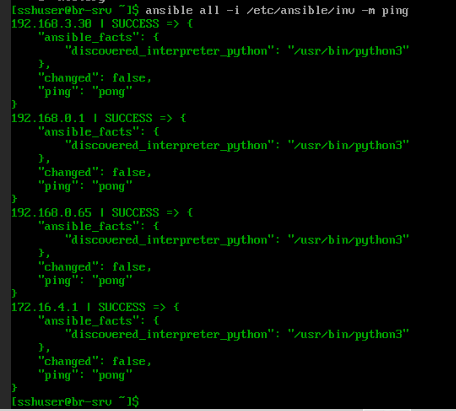 [sshuser@br-srv ~]$ ansible all -i /etc/ansible/inv -m ping
192.168.3.30 | SUCCESS => {
    "ansible_facts": {
        "discovered_interpreter_python": "/usr/bin/python3"
    },
    "changed": false,
    "ping": "pong"
}
192.168.0.1 | SUCCESS => {
    "ansible_facts": {
        "discovered_interpreter_python": "/usr/bin/python3"
    },
    "changed": false,
    "ping": "pong"
}
192.168.0.65 | SUCCESS => {
    "ansible_facts": {
        "discovered_interpreter_python": "/usr/bin/python3"
    },
    "changed": false,
    "ping": "pong"
}
172.16.4.1 | SUCCESS => {
    "ansible_facts": {
        "discovered_interpreter_python": "/usr/bin/python3"
    },
    "changed": false,
    "ping": "pong"
}
[sshuser@br-srv ~]$